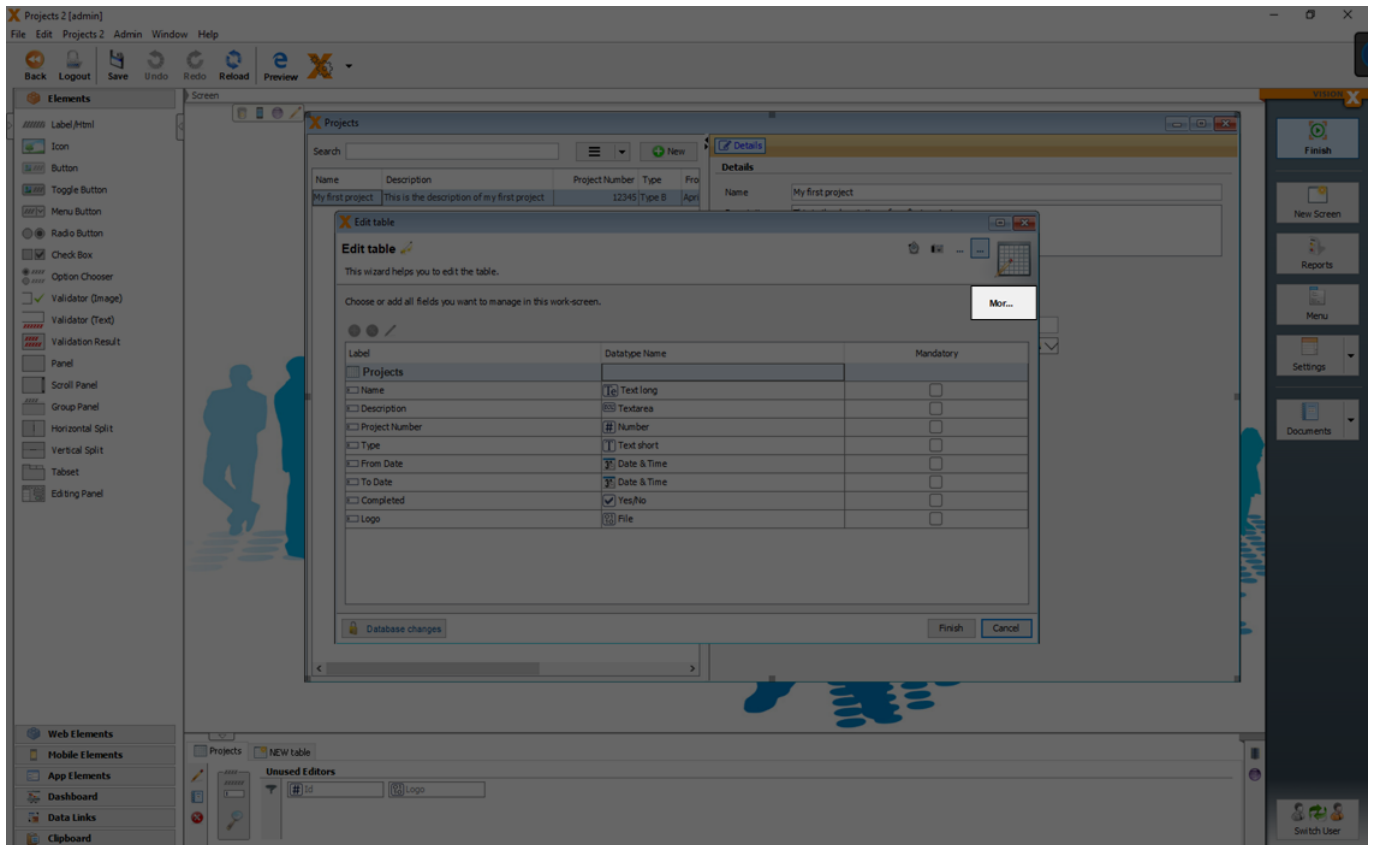 Projects 2 [admin]
File Edit Projects 2 Admin Window Help
Back Logout Save Undo Redo Reload Preview
Elements
Label/Html
Icon
Button
Toggle Button
Menu Button
Radio Button
Check Box
Option Chooser
Validator (Image)
Validator (Text)
Validation Result
Panel
Scroll Panel
Group Panel
Horizontal Split
Vertical Split
Tabset
Editing Panel
Web Elements
Mobile Elements
App Elements
Dashboard
Data Links
Clipboard
Screen
Projects
Search
New
Name Description Project Number Type Fro
My first project This is the description of my first project 12345 Type B Apri
Details
Details
Name My first project
Edit table
Edit table
This wizard helps you to edit the table.
Choose or add all fields you want to manage in this work-screen.
Mor...
Label Datatype Name Mandatory
Projects
Name Text long
Description Textarea
Project Number Number
Type Text short
From Date Date & Time
To Date Date & Time
Completed Yes/No
Logo File
Database changes Finish Cancel
Projects NEW table
Unused Editors
Id Logo
VISION X
Finish
New Screen
Reports
Menu
Settings
Documents
Switch User